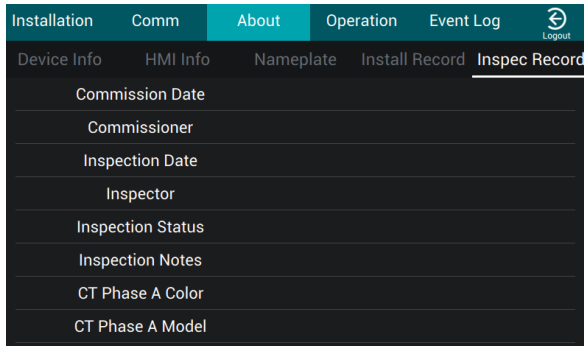 Installation Comm About Operation Event Log Logout
Device Info HMI Info Nameplate Install Record Inspec Record
Commission Date
Commissioner
Inspection Date
Inspector
Inspection Status
Inspection Notes
CT Phase A Color
CT Phase A Model